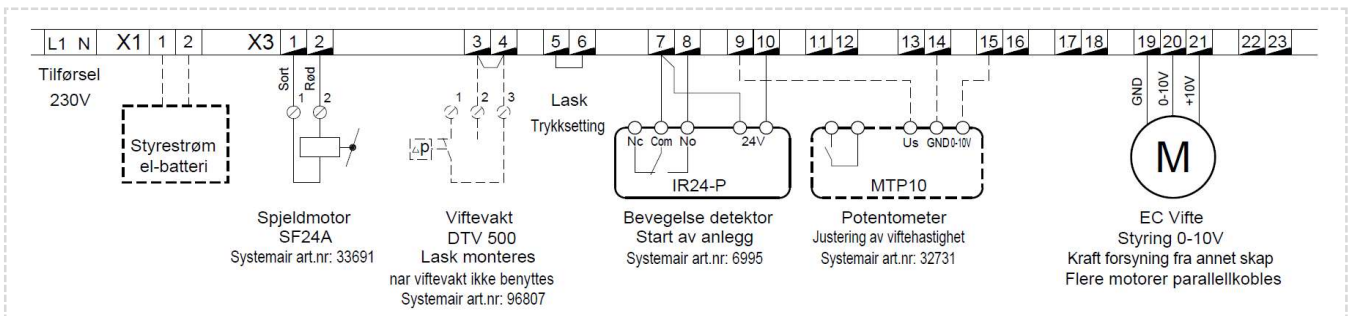 L1 N X1 1 2 X3 1 2 3 4 5 6 7 8 9 10 11 12 13 14 15 16 17 18 19 20 21 22 23
Tilførsel
230V
Styrestrøm
el-batteri
Sort
Rød
1 2
Spjeldmotor
SF24A
Systemair art.nr: 33691
1 2 3
△p
Viftevakt
DTV 500
Lask monteres
nar viftevakt ikke benyttes
Systemair art.nr: 96807
Lask
Trykksetting
Nc Com No 24V
IR24-P
Bevegelse detektor
Start av anlegg
Systemair art.nr: 6995
Us GND 0-10V
MTP10
Potentometer
Justering av viftehastighet
Systemair art.nr: 32731
GND
0-10V
+10V
M
EC Vifte
Styring 0-10V
Kraft forsyning fra annet skap
Flere motorer parallellkobles